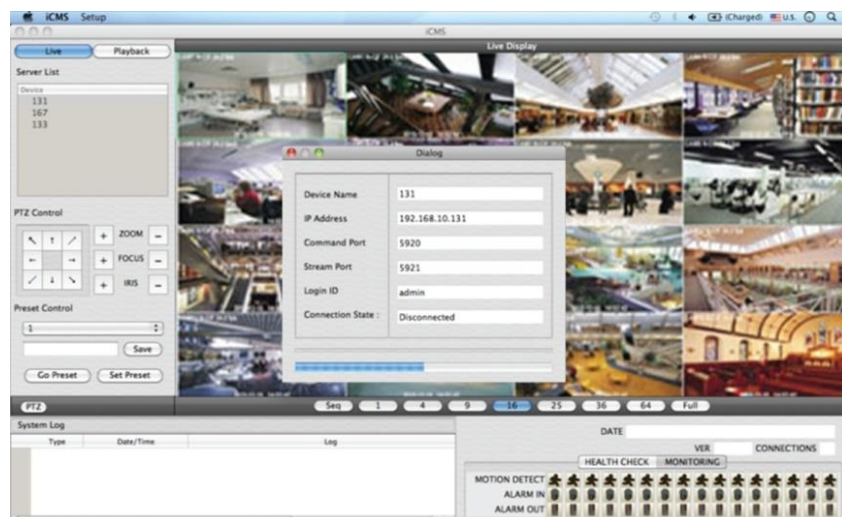 iCMS Setup (Charged) U.S.
iCMS
Live Playback
Live Display
Server List
Device
131
167
133
PTZ Control
+ ZOOM -
+ FOCUS -
+ IRIS -
Preset Control
1
Save
Go Preset Set Preset
Dialog
Device Name 131
IP Address 192.168.10.131
Command Port 5920
Stream Port 5921
Login ID admin
Connection State : Disconnected
PTZ Seq 1 4 9 16 25 36 64 Full
System Log
Type Date/Time Log
DATE
VER CONNECTIONS
HEALTH CHECK MONITORING
MOTION DETECT
ALARM IN
ALARM OUT